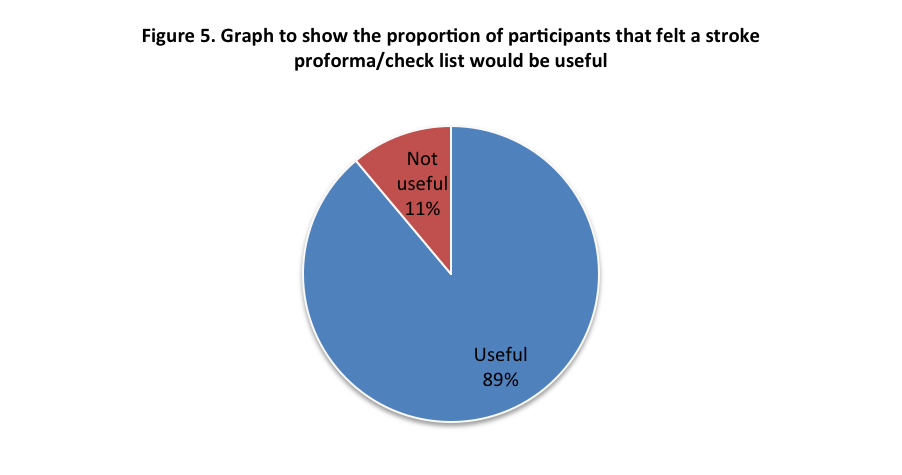 Figure 5. Graph to show the proportion of participants that felt a stroke
proforma/check list would be useful
Not
useful
11%
Useful
89%